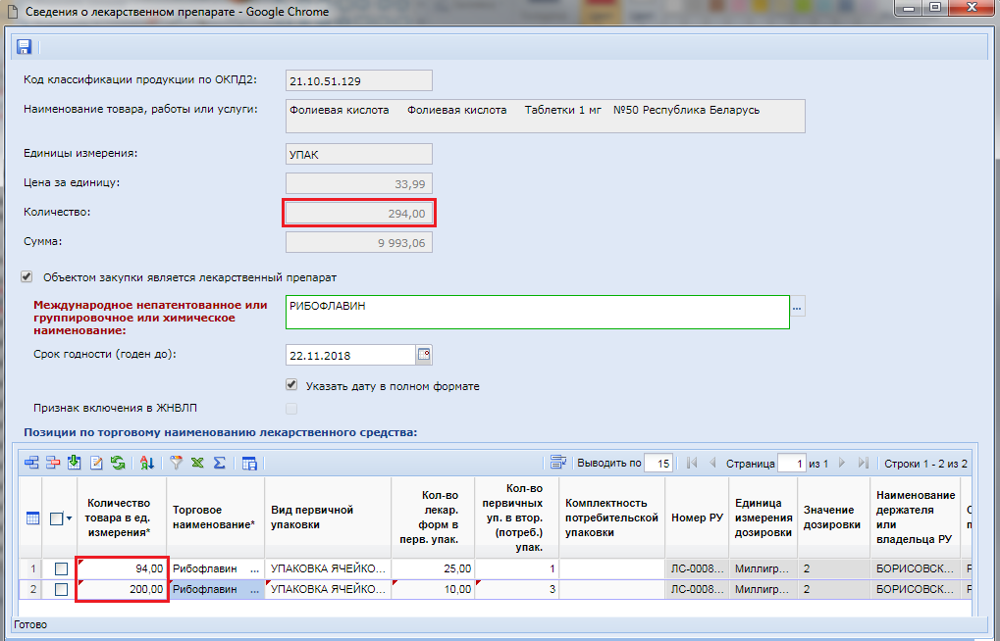 Сведения о лекарственном препарате - Google Chrome
Код классификации продукции по ОКПД2: 21.10.51.129
Наименование товара, работы или услуги: Фолиевая кислота Фолиевая кислота Таблетки 1 мг №50 Республика Беларусь
Единицы измерения: УПАК
Цена за единицу: 33,99
Количество: 294,00
Сумма: 9 993,06
Объектом закупки является лекарственный препарат
Международное непатентованное или
группировочное или химическое
наименование:
РИБОФЛАВИН
...
Срок годности (годен до): 22.11.2018
Указать дату в полном формате
Признак включения в ЖНВЛП
Позиции по торговому наименованию лекарственного средства:
Выводить по 15 Страница 1 из 1 Строки 1 - 2 из 2
Количество
товара в ед.
измерения*
Торговое
наименование*
Вид первичной
упаковки
Кол-во
лекар.
форм в
перв. упак.
Кол-во
первичных
уп. в втор.
(потреб.)
упак.
Комплектность
потребительской
упаковки
Номер РУ
Единица
измерения
дозировки
Значение
дозировки
Наименование
держателя
или
владельца РУ
1 94,00 Рибофлавин ... УПАКОВКА ЯЧЕЙКО... 25,00 1 ЛС-0008... Миллигр... 2 БОРИСОВСК...
2 200,00 Рибофлавин ... УПАКОВКА ЯЧЕЙКО... 10,00 3 ЛС-0008... Миллигр... 2 БОРИСОВСК...
Готово